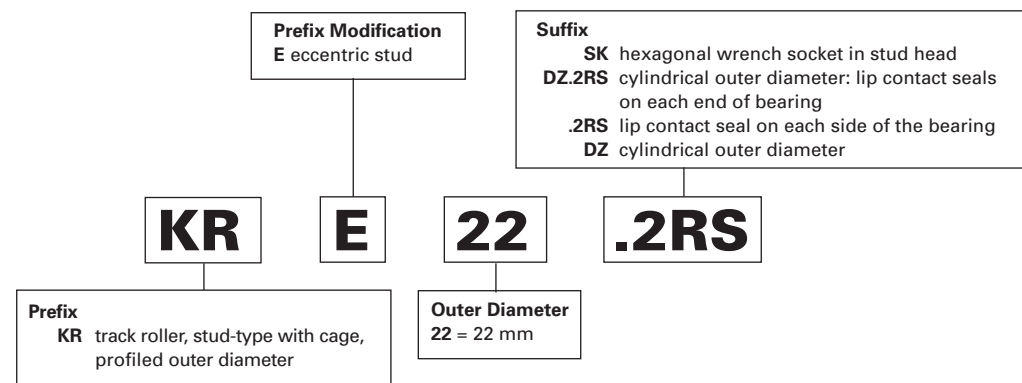 Prefix Modification
E eccentric stud
Suffix
SK hexagonal wrench socket in stud head
DZ.2RS cylindrical outer diameter: lip contact seals
on each end of bearing
.2RS lip contact seal on each side of the bearing
DZ cylindrical outer diameter
KR E 22 .2RS
Prefix
KR track roller, stud-type with cage,
profiled outer diameter
Outer Diameter
22 = 22 mm